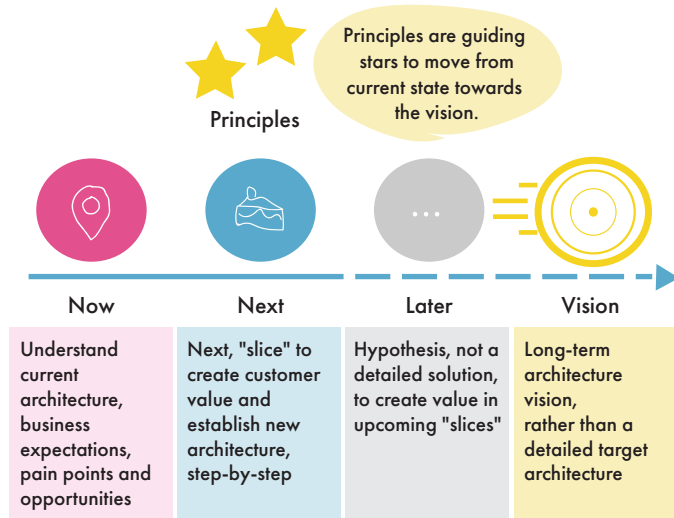 Principles are guiding
stars to move from
current state towards
the vision.
Principles
...
Now
Next
Later
Vision
Understand
current
architecture,
business
expectations,
pain points and
opportunities
Next, "slice" to
create customer
value and
establish new
architecture,
step-by-step
Hypothesis, not a
detailed solution,
to create value in
upcoming "slices"
Long-term
architecture
vision,
rather than a
detailed target
architecture